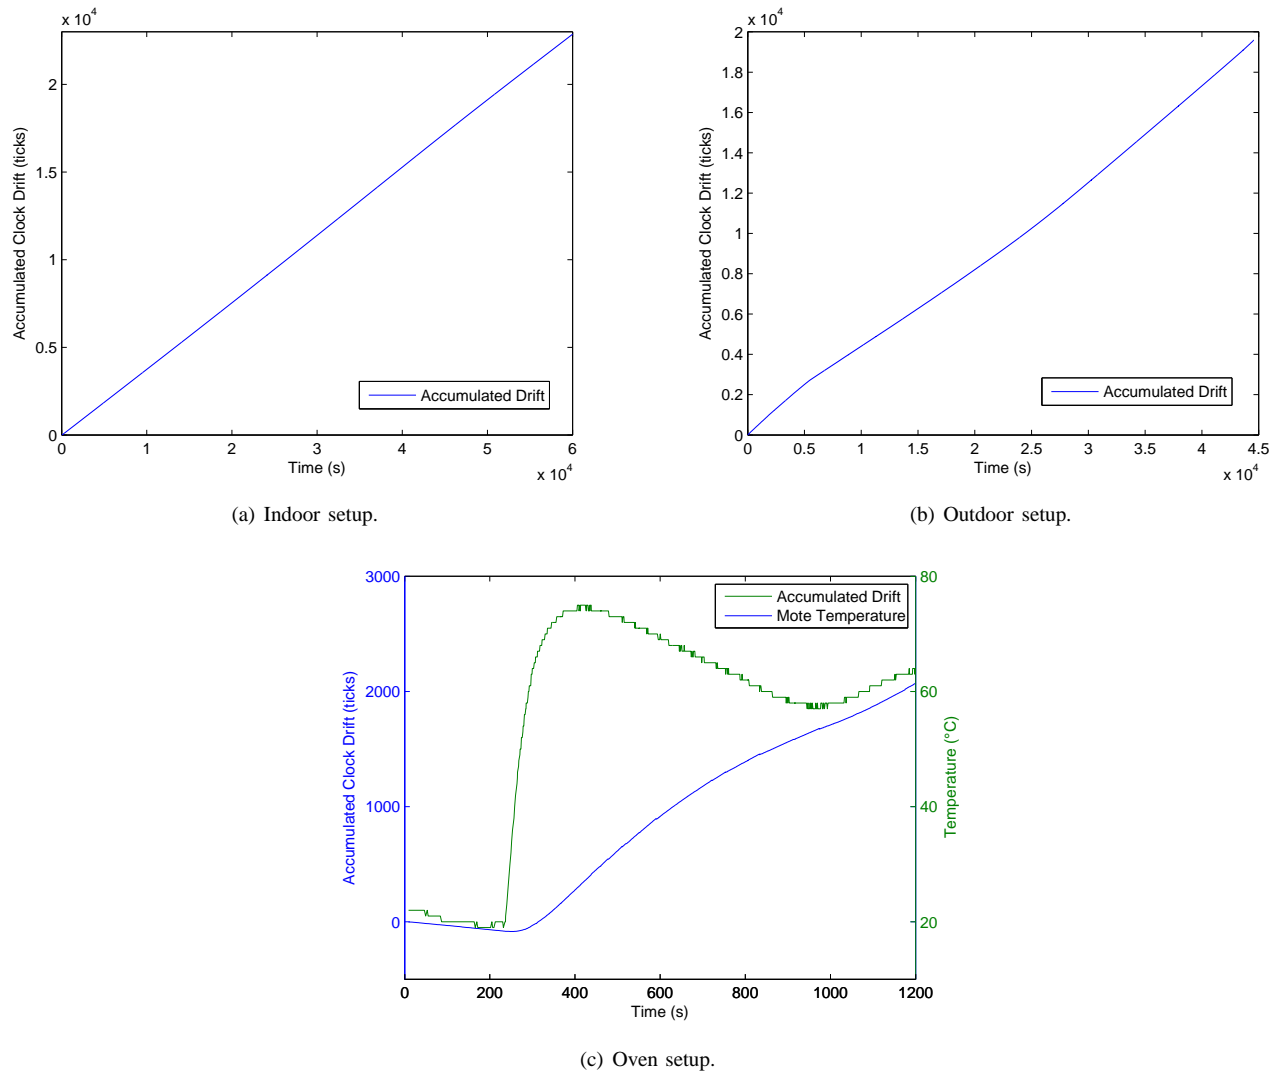 x 10^4
2
1.5
1
0.5
0
Accumulated Clock Drift (ticks)
Accumulated Drift
0 1 2 3 4 5 6
Time (s)
x 10^4
(a) Indoor setup.
x 10^4
2
1.8
1.6
1.4
1.2
1
0.8
0.6
0.4
0.2
0
Accumulated Clock Drift (ticks)
Accumulated Drift
0 0.5 1 1.5 2 2.5 3 3.5 4 4.5
Time (s)
x 10^4
(b) Outdoor setup.
3000
2000
1000
0
Accumulated Clock Drift (ticks)
Accumulated Drift
Mote Temperature
80
60
40
20
Temperature (°C)
0 200 400 600 800 1000 1200
Time (s)
(c) Oven setup.